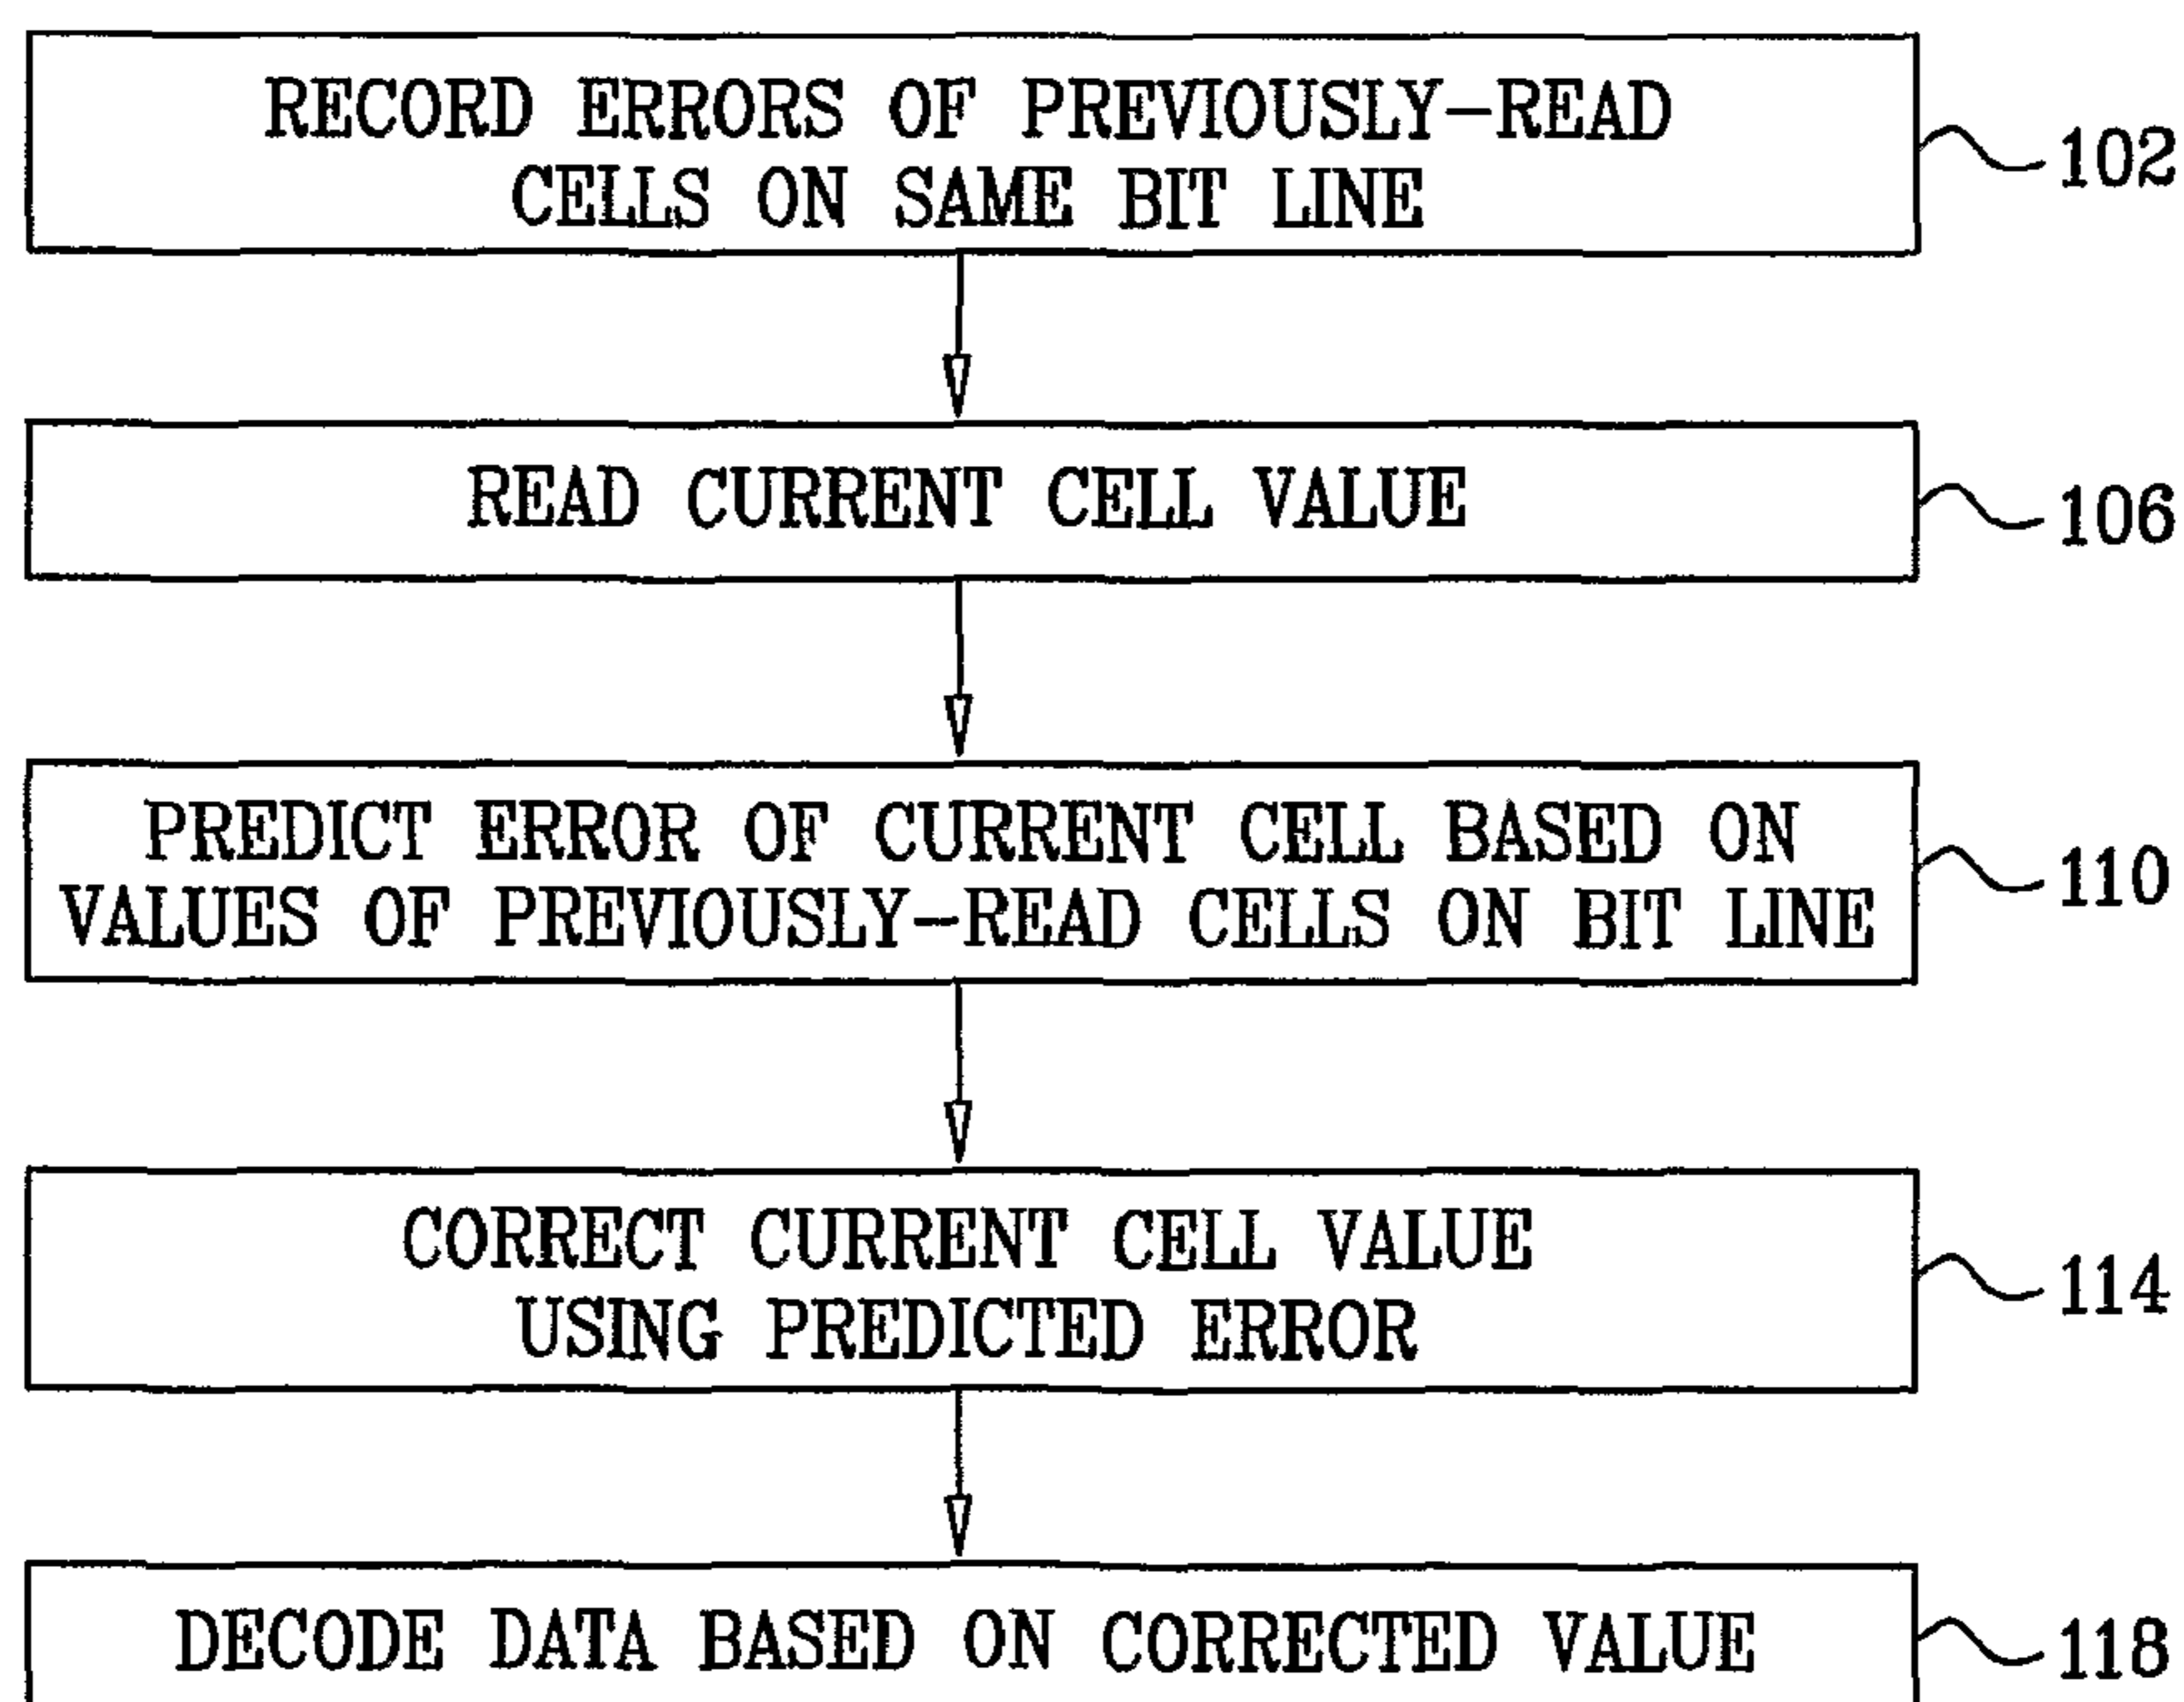 RECORD ERRORS OF PREVIOUSLY-READ
CELLS ON SAME BIT LINE
102
READ CURRENT CELL VALUE
106
PREDICT ERROR OF CURRENT CELL BASED ON
VALUES OF PREVIOUSLY-READ CELLS ON BIT LINE
110
CORRECT CURRENT CELL VALUE
USING PREDICTED ERROR
114
DECODE DATA BASED ON CORRECTED VALUE
118